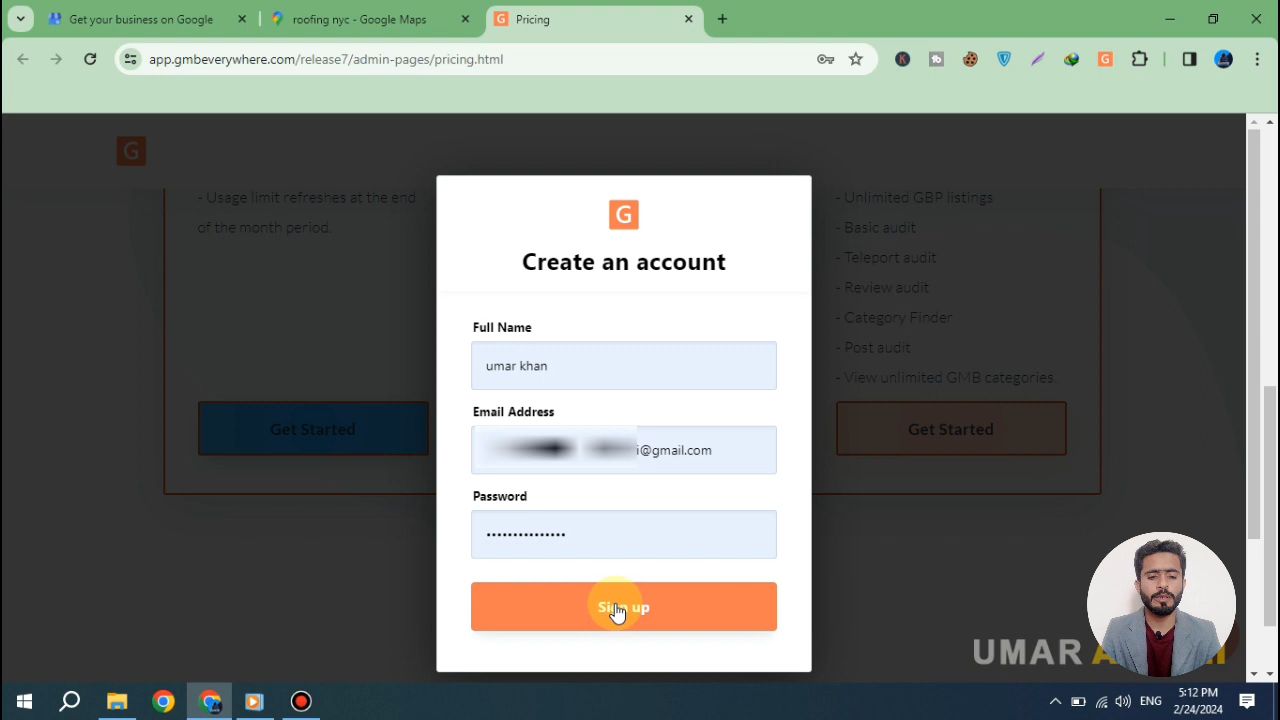 Get your business on Google
roofing nyc - Google Maps
Pricing
app.gmbeverywhere.com/release7/admin-pages/pricing.html
G
- Usage limit refreshes at the end
of the month period.
Get Started
G
Create an account
Full Name
umar khan
Email Address
i@gmail.com
Password
Sign up
- Unlimited GBP listings
- Basic audit
- Teleport audit
- Review audit
- Category Finder
- Post audit
- View unlimited GMB categories.
Get Started
UMAR
ENG
5:12 PM
2/24/2024